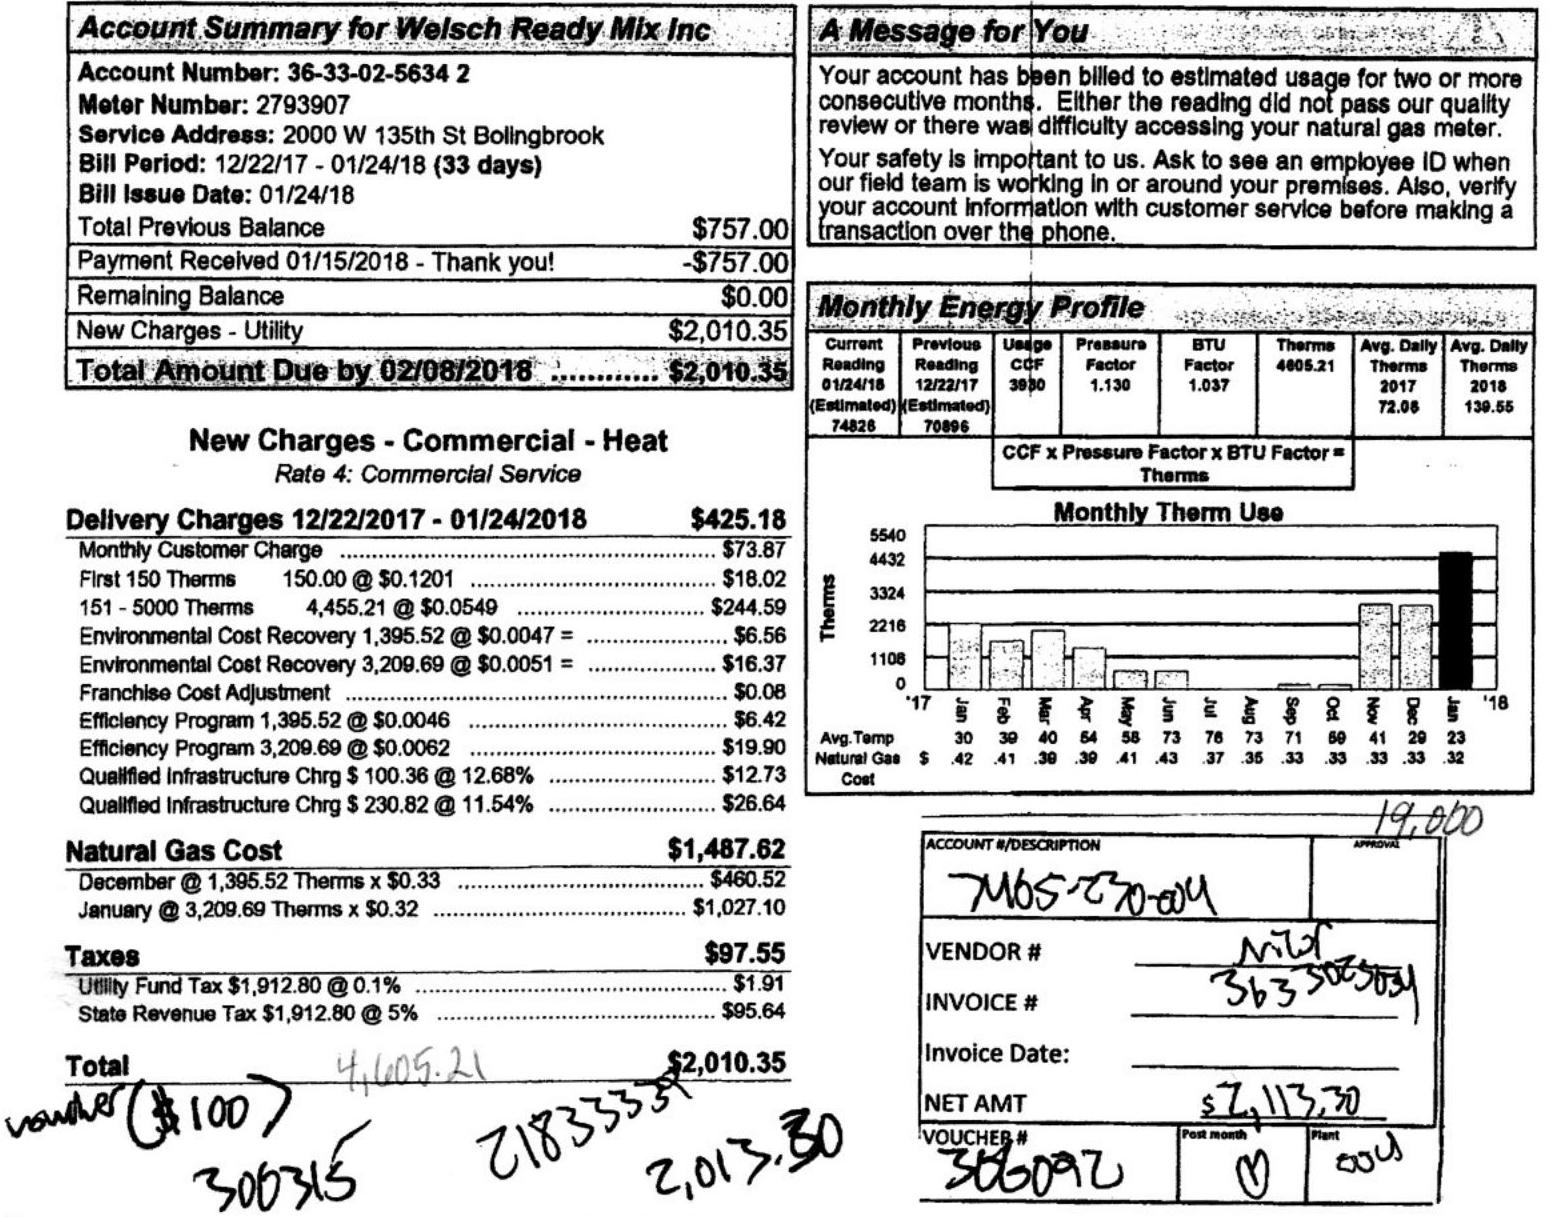 Account Summary for Welsch Ready Mix Inc
Account Number: 36-33-02-5634 2
Meter Number: 2793907
Service Address: 2000 W 135th St Bolingbrook
Bill Period: 12/22/17 - 01/24/18 (33 days)
Bill Issue Date: 01/24/18
Total Previous Balance $757.00
Payment Received 01/15/2018 - Thank you! -$757.00
Remaining Balance $0.00
New Charges - Utility $2,010.35
Total Amount Due by 02/08/2018 ............ $2,010.35
New Charges - Commercial - Heat
Rate 4: Commercial Service
Delivery Charges 12/22/2017 - 01/24/2018 $425.18
Monthly Customer Charge $73.87
First 150 Therms 150.00 @ $0.1201 $18.02
151 - 5000 Therms 4,455.21 @ $0.0549 $244.59
Environmental Cost Recovery 1,395.52 @ $0.0047 = $6.56
Environmental Cost Recovery 3,209.69 @ $0.0051 = $16.37
Franchise Cost Adjustment $0.08
Efficiency Program 1,395.52 @ $0.0046 $6.42
Efficiency Program 3,209.69 @ $0.0062 $19.90
Qualified Infrastructure Chrg $ 100.36 @ 12.68% $12.73
Qualified Infrastructure Chrg $ 230.82 @ 11.54% $26.64
Natural Gas Cost $1,487.62
December @ 1,395.52 Therms x $0.33 $460.52
January @ 3,209.69 Therms x $0.32 $1,027.10
Taxes $97.55
Utility Fund Tax $1,912.80 @ 0.1% $1.91
State Revenue Tax $1,912.80 @ 5% $95.64
Total $2,010.35
4,605.21
voucher ($100)
300315
2,013.30
A Message for You
Your account has been billed to estimated usage for two or more
consecutive months. Either the reading did not pass our quality
review or there was difficulty accessing your natural gas meter.
Your safety is important to us. Ask to see an employee ID when
our field team is working in or around your premises. Also, verify
your account information with customer service before making a
transaction over the phone.
Monthly Energy Profile
Current Reading 01/24/18 (Estimated) 74826
Previous Reading 12/22/17 (Estimated) 70896
Usage CCF 3930
Pressure Factor 1.130
BTU Factor 1.037
Therms 4605.21
Avg. Daily Therms 2017 72.06
Avg. Daily Therms 2018 139.55
CCF x Pressure Factor x BTU Factor =
Therms
Monthly Therm Use
Therms
5540
4432
3324
2216
1108
0
'17 Jan Feb Mar Apr May Jun Jul Aug Sep Oct Nov Dec Jan '18
Avg.Temp 30 39 40 54 58 73 76 73 71 59 41 29 23
Natural Gas $ .42 .41 .39 .39 .41 .43 .37 .35 .33 .33 .33 .33 .32
Cost
19,000
ACCOUNT #/DESCRIPTION
APPROVAL
VENDOR #
INVOICE #
Invoice Date:
NET AMT $2,113.30
VOUCHER # 306092
Post month
Plant 004